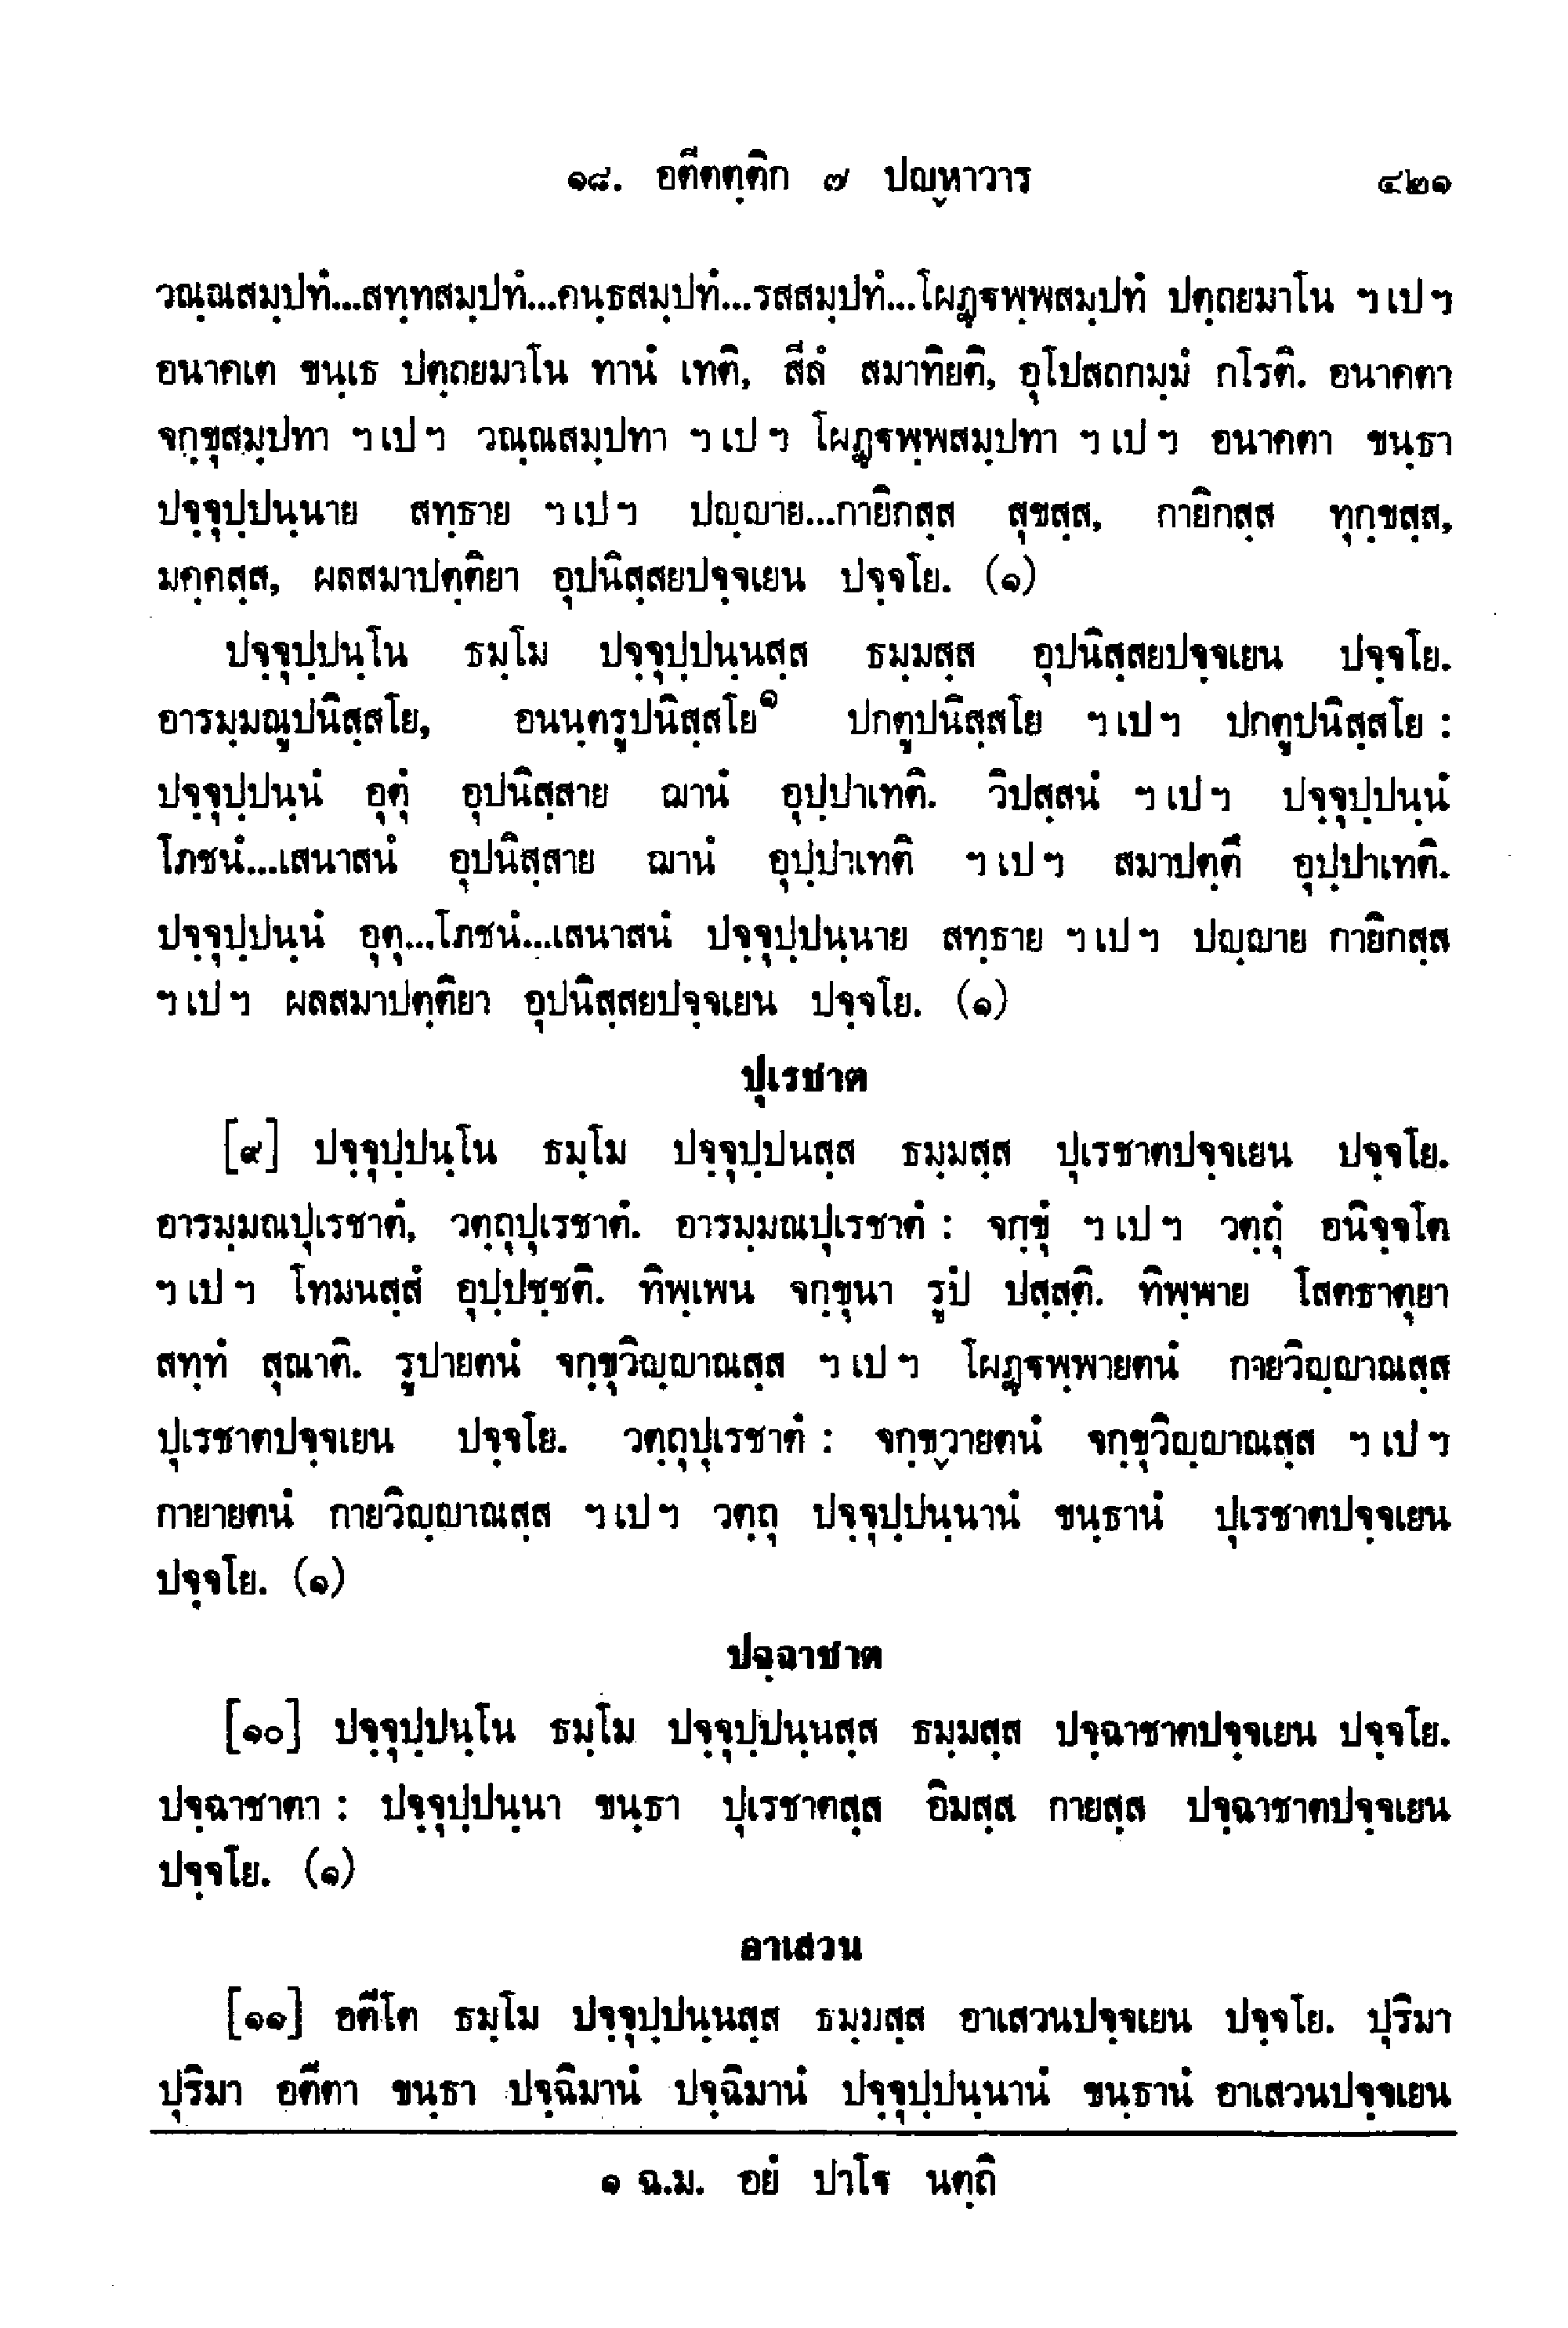 ๑๘. อตีตตฺติก ๗ ปญฺหาวาร ๔๒๑
วณฺณสมฺปทํ...สทฺทสมฺปทํ...คนฺธสมฺปทํ...รสสมฺปทํ...โผฏฺฐพฺพสมฺปทํ ปตฺถยมาโน ฯ เป ฯ
อนาคเต ขนฺเธ ปตฺถยมาโน ทานํ เทติ, สีลํ สมาทิยติ, อุโปสถกมฺมํ กโรติ. อนาคตา
จกฺขุสมฺปทา ฯ เป ฯ วณฺณสมฺปทา ฯ เป ฯ โผฏฺฐพฺพสมฺปทา ฯ เป ฯ อนาคตา ขนฺธา
ปจฺจุปฺปนฺนาย สทฺธาย ฯ เป ฯ ปญฺญาย...กายิกสฺส สุขสฺส, กายิกสฺส ทุกฺขสฺส,
มคฺคสฺส, ผลสมาปตฺติยา อุปนิสฺสยปจฺจเยน ปจฺจโย. (๑)
ปจฺจุปฺปนฺโน ธมฺโม ปจฺจุปฺปนฺนสฺส ธมฺมสฺส อุปนิสฺสยปจฺจเยน ปจฺจโย.
อารมฺมณูปนิสฺสโย, อนนฺตรูปนิสฺสโย๑ ปกตูปนิสฺสโย ฯ เป ฯ ปกตูปนิสฺสโย :
ปจฺจุปฺปนฺนํ อุตุํ อุปนิสฺสาย ฌานํ อุปฺปาเทติ. วิปสฺสนํ ฯ เป ฯ ปจฺจุปฺปนฺนํ
โภชนํ...เสนาสนํ อุปนิสฺสาย ฌานํ อุปฺปาเทติ ฯ เป ฯ สมาปตฺตึ อุปฺปาเทติ.
ปจฺจุปฺปนฺนํ อุตุ...โภชนํ...เสนาสนํ ปจฺจุปฺปนฺนาย สทฺธาย ฯ เป ฯ ปญฺญาย กายิกสฺส
ฯ เป ฯ ผลสมาปตฺติยา อุปนิสฺสยปจฺจเยน ปจฺจโย. (๑)
ปุเรชาต
[๙] ปจฺจุปฺปนฺโน ธมฺโม ปจฺจุปฺปนสฺส ธมฺมสฺส ปุเรชาตปจฺจเยน ปจฺจโย.
อารมฺมณปุเรชาตํ, วตฺถุปุเรชาตํ. อารมฺมณปุเรชาตํ : จกฺขุํ ฯ เป ฯ วตฺถุํ อนิจฺจโต
ฯ เป ฯ โทมนสฺสํ อุปฺปชฺชติ. ทิพฺเพน จกฺขุนา รูปํ ปสฺสฺติ. ทิพฺพาย โสตธาตุยา
สทฺทํ สุณาติ. รูปายตนํ จกฺขุวิญฺญาณสฺส ฯ เป ฯ โผฏฺฐพฺพายตนํ กายวิญฺญาณสฺส
ปุเรชาตปจฺจเยน ปจฺจโย. วตฺถุปุเรชาตํ : จกฺขฺวายตนํ จกฺขุวิญฺญาณสฺส ฯ เป ฯ
กายายตนํ กายวิญฺญาณสฺส ฯ เป ฯ วตฺถุ ปจฺจุปฺปนฺนานํ ขนฺธานํ ปุเรชาตปจฺจเยน
ปจฺจโย. (๑)
ปจฺฉาชาต
[๑๐] ปจฺจุปฺปนฺโน ธมฺโม ปจฺจุปฺปนฺนสฺส ธมฺมสฺส ปจฺฉาชาตปจฺจเยน ปจฺจโย.
ปจฺฉาชาตา : ปจฺจุปฺปนฺนา ขนฺธา ปุเรชาตสฺส อิมสฺส กายสฺส ปจฺฉาชาตปจฺจเยน
ปจฺจโย. (๑)
อาเสวน
[๑๑] อตีโต ธมฺโม ปจฺจุปฺปนฺนสฺส ธมฺมสฺส อาเสวนปจฺจเยน ปจฺจโย. ปุริมา
ปุริมา อตีตา ขนฺธา ปจฺฉิมานํ ปจฺฉิมานํ ปจฺจุปฺปนฺนานํ ขนฺธานํ อาเสวนปจฺจเยน
๑ ฉ.ม. อยํ ปาโฐ นตฺถิ